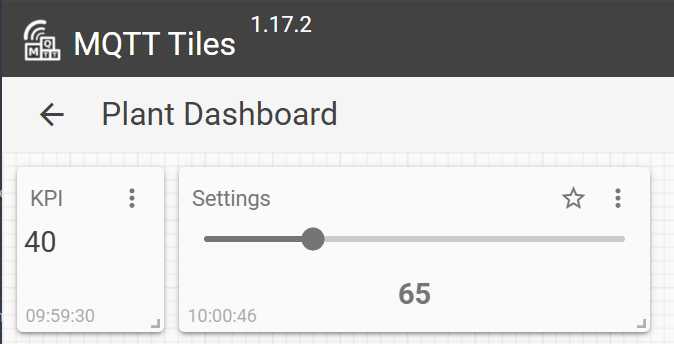 MQTT Tiles 1.17.2
Plant Dashboard
KPI
40
09:59:30
Settings
65
10:00:46